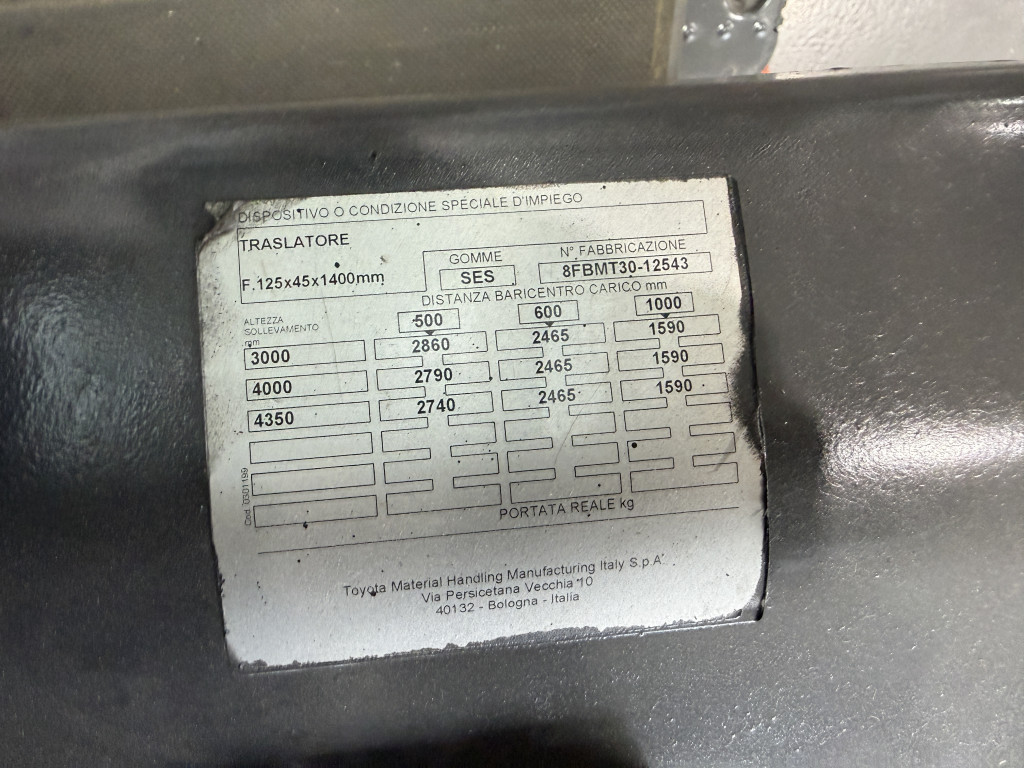 DISPOSITIVO O CONDIZIONE SPECIALE D'IMPIEGO
TRASLATORE
F.125x45x1400mm
GOMME
SES
N° FABBRICAZIONE
8FBMT30-12543
DISTANZA BARICENTRO CARICO mm
ALTEZZA
SOLLEVAMENTO
mm
500 600 1000
3000 2860 2465 1590
4000 2790 2465 1590
4350 2740 2465 1590
Cod. 0301199
PORTATA REALE kg
Toyota Material Handling Manufacturing Italy S.p.A.
Via Persicetana Vecchia 10
40132 - Bologna - Italia